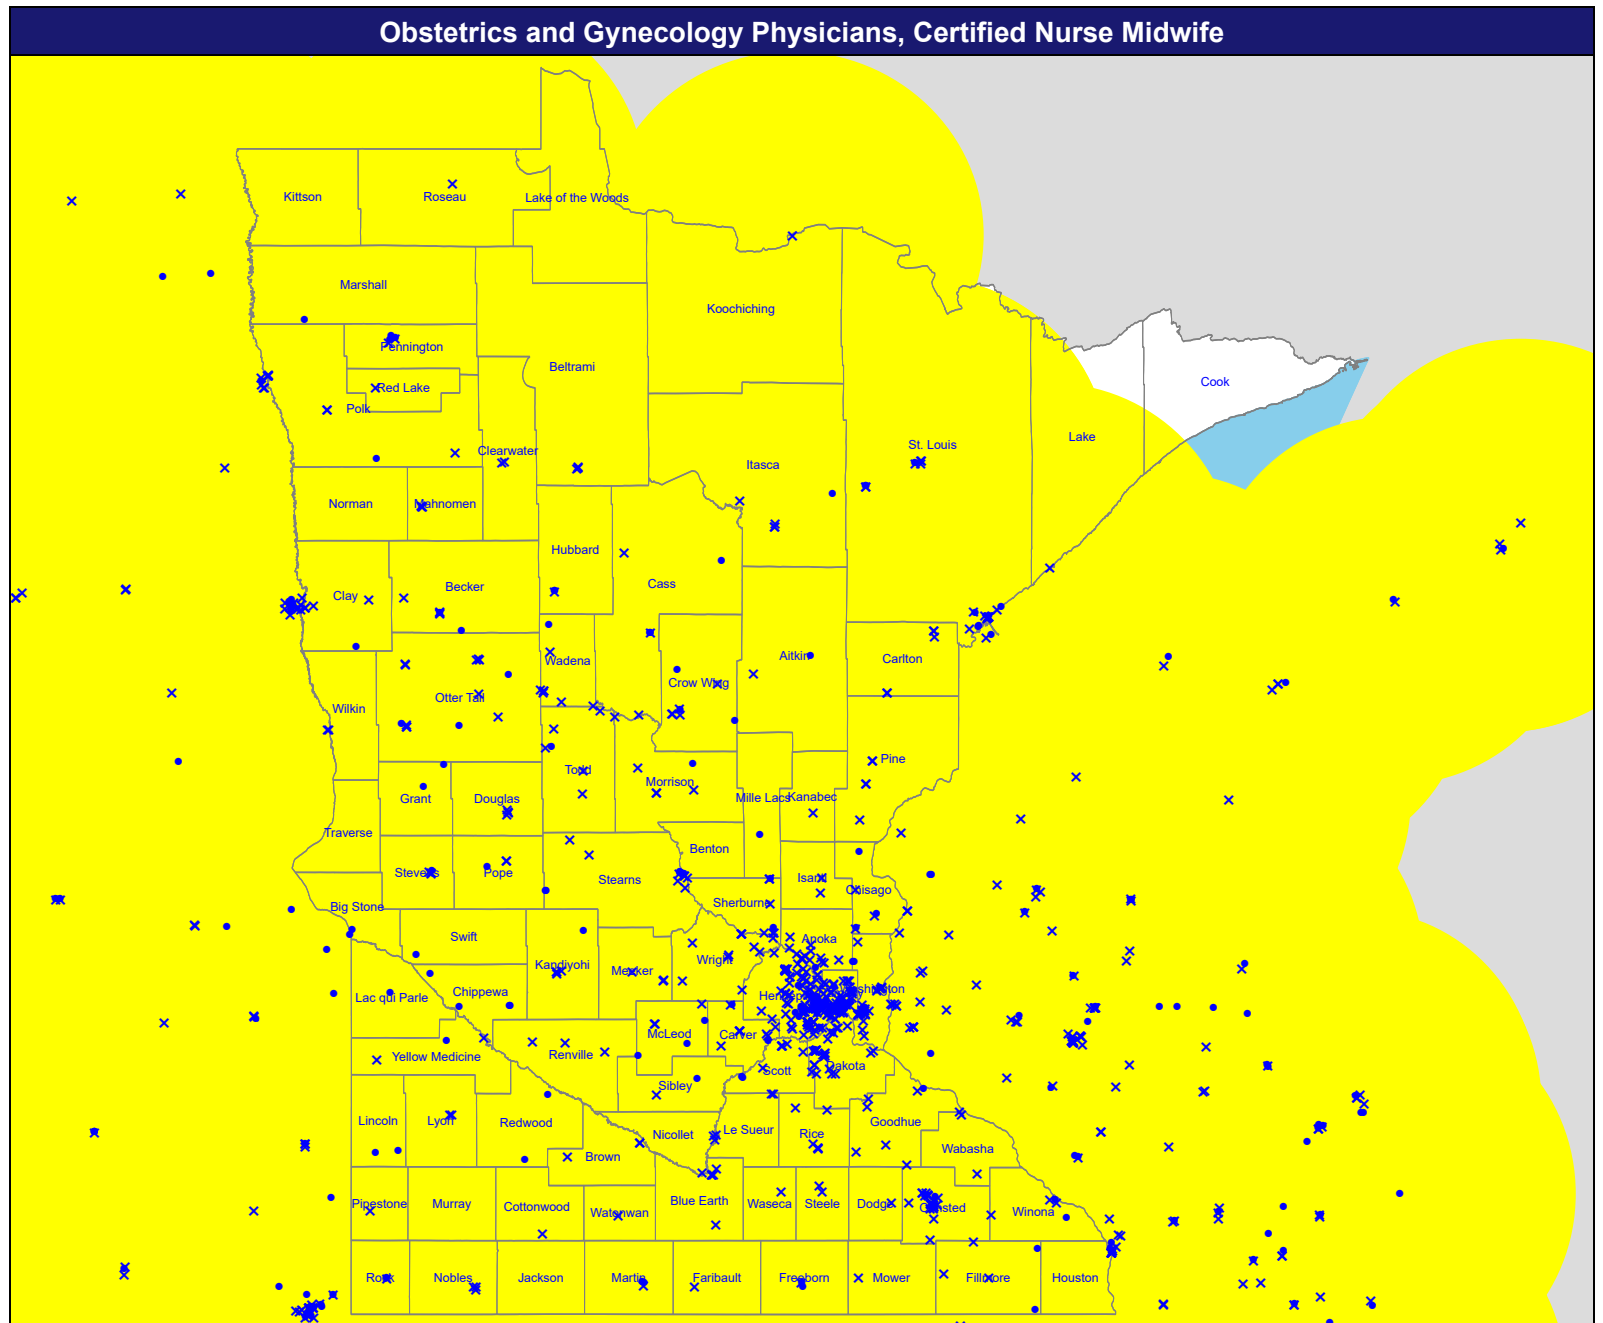 Obstetrics and Gynecology Physicians, Certified Nurse Midwife
Kittson
Roseau
Lake of the Woods
Marshall
Koochiching
Pennington
Beltrami
Red Lake
Cook
Polk
Lake
St. Louis
Clearwater
Itasca
Norman
Mahnomen
Hubbard
Cass
Becker
Clay
Aitkin
Carlton
Wadena
Crow Wing
Otter Tail
Wilkin
Pine
Todd
Morrison
Grant
Douglas
Mille Lacs
Kanabec
Traverse
Benton
Stevens
Pope
Stearns
Isanti
Chisago
Sherburne
Big Stone
Swift
Anoka
Wright
Kandiyohi
Meeker
Chippewa
Washington
Lac qui Parle
Hennepin
McLeod
Carver
Renville
Yellow Medicine
Dakota
Scott
Sibley
Lincoln
Lyon
Redwood
Goodhue
Le Sueur
Rice
Nicollet
Wabasha
Brown
Pipestone
Murray
Cottonwood
Watonwan
Blue Earth
Waseca
Steele
Dodge
Olmsted
Winona
Rock
Nobles
Jackson
Martin
Faribault
Freeborn
Mower
Fillmore
Houston